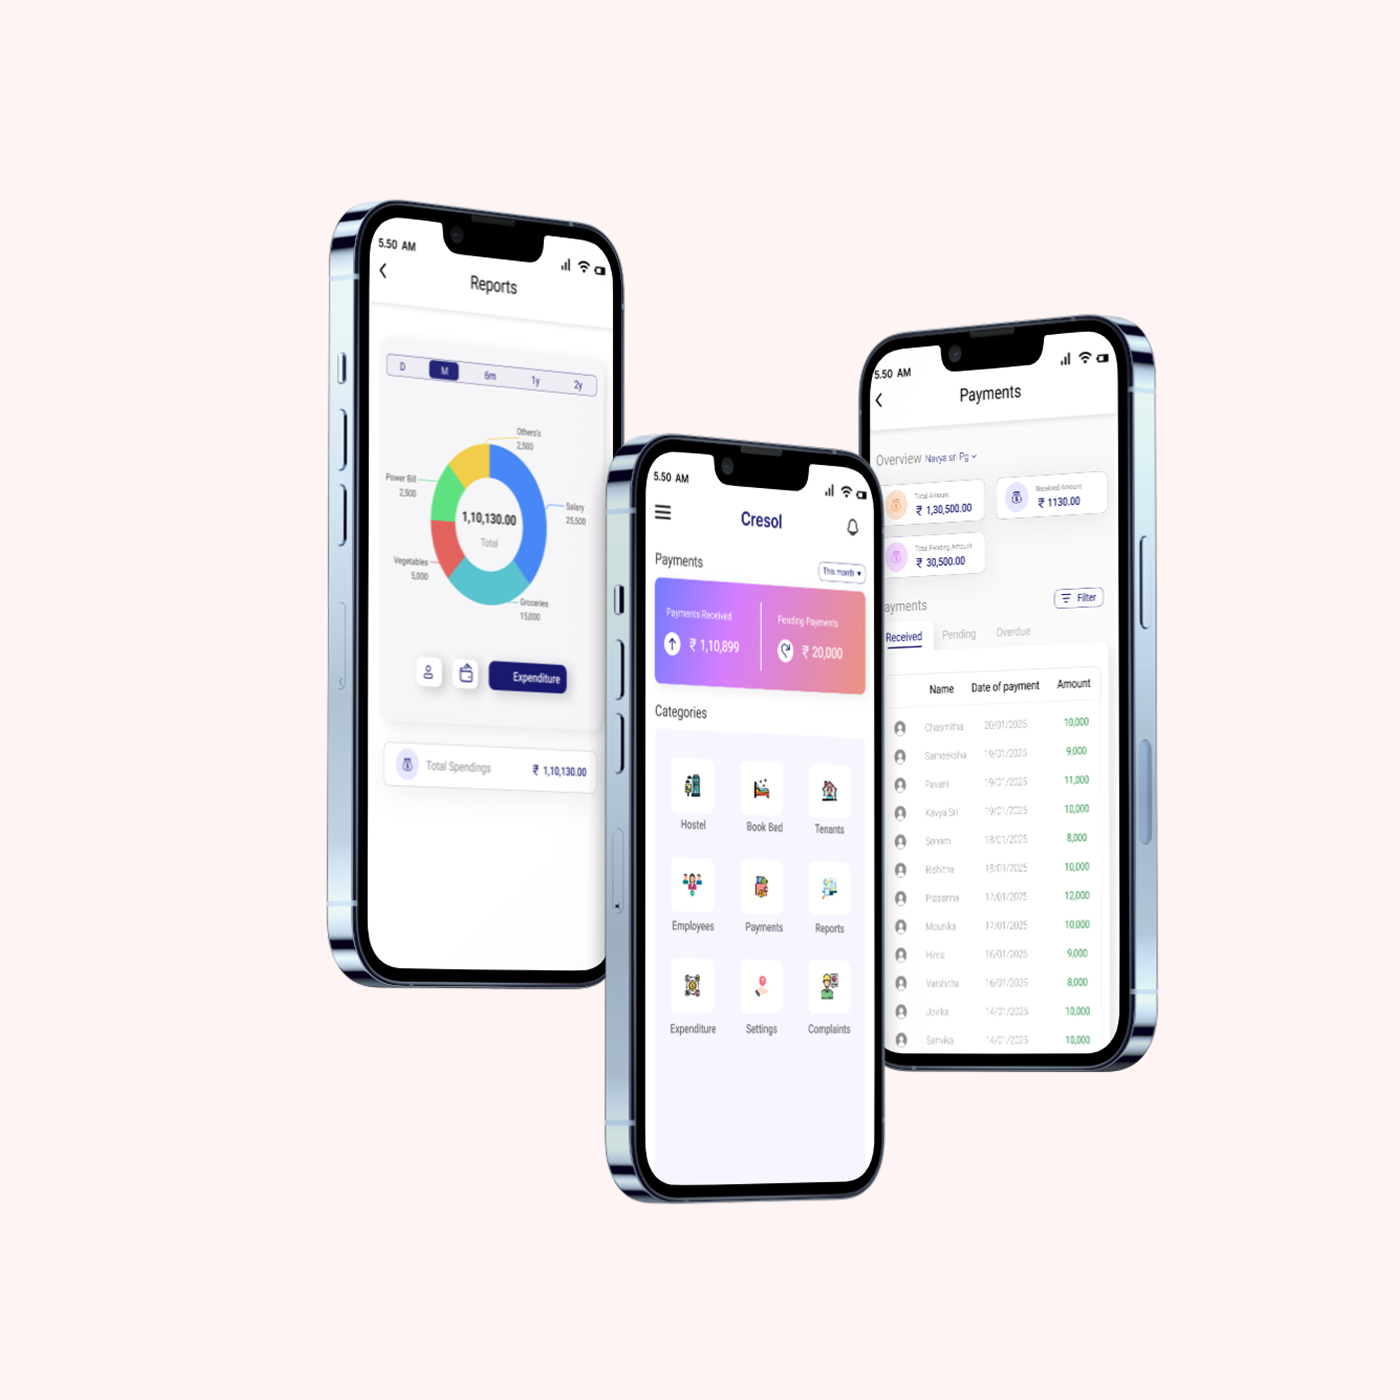 5.50 AM
Reports
D M 6m 1y 2y
Others's
2,500
Power Bill
2,500
Salary
25,500
1,10,130.00
Total
Vegetables
5,000
Groceries
15,000
Expenditure
Total Spendings ₹ 1,10,130.00
5.50 AM
Cresol
Payments
This month
Payments Received
₹ 1,10,899
Pending Payments
₹ 20,000
Categories
Hostel Book Bed Tenants
Employees Payments Reports
Expenditure Settings Complaints
5.50 AM
Payments
Overview Navya sri Pg
Total Amount
₹ 1,30,500.00
Received Amount
₹ 1130.00
Total Pending Amount
₹ 30,500.00
ayments
Filter
Received Pending Overdue
Name Date of payment Amount
Chasmitha 20/01/2025 10,000
Sameeksha 19/01/2025 9,000
Pavani 19/01/2025 11,000
Kavya Sri 19/01/2025 10,000
Sonam 18/01/2025 8,000
Rishitha 18/01/2025 10,000
Prasanna 17/01/2025 12,000
Mounika 17/01/2025 10,000
Hima 16/01/2025 9,000
Varshitha 16/01/2025 8,000
Jovika 14/01/2025 10,000
Sanvika 14/01/2025 10,000